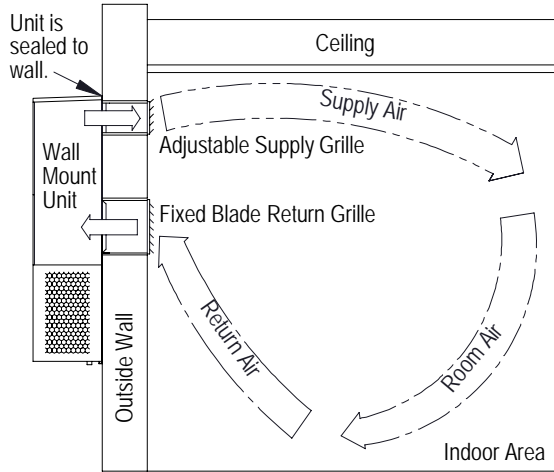 Unit is
sealed to
wall.
Ceiling
Supply Air
Adjustable Supply Grille
Wall
Mount
Unit
Fixed Blade Return Grille
Return Air
Room Air
Outside Wall
Indoor Area